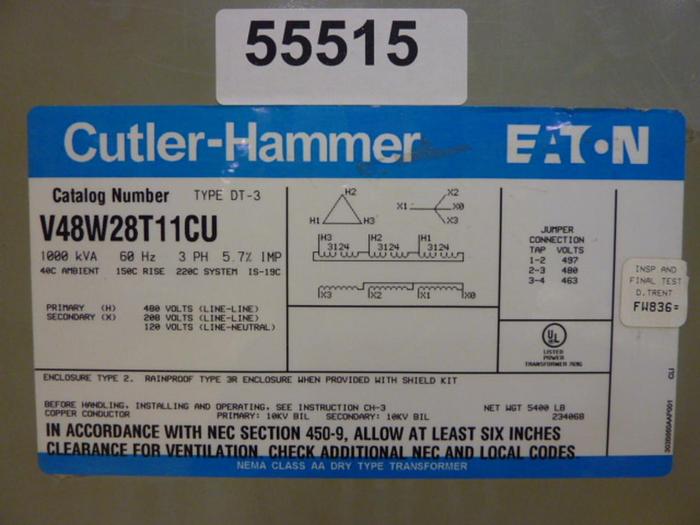 55515
Cutler-Hammer EATON
Catalog Number TYPE DT-3
V48W28T11CU
1000 kVA 60 Hz 3 PH 5.7% IMP
40C AMBIENT 150C RISE 220C SYSTEM IS-19C
PRIMARY (H) 480 VOLTS (LINE-LINE)
SECONDARY (X) 208 VOLTS (LINE-LINE)
120 VOLTS (LINE-NEUTRAL)
H2
H1 H3
X2
X1 X0
X3
H3 H2 H1
3124 3124 3124
X3 X2 X1 X0
JUMPER
CONNECTION
TAP VOLTS
1-2 497
2-3 480
3-4 463
UL
LISTED
POWER
TRANSFORMER
INSP AND
FINAL TEST
D.TRENT
FW836=
ENCLOSURE TYPE 2. RAINPROOF TYPE 3R ENCLOSURE WHEN PROVIDED WITH SHIELD KIT
BEFORE HANDLING, INSTALLING AND OPERATING, SEE INSTRUCTION CH-3 NET WGT 5400 LB
COPPER CONDUCTOR PRIMARY: 10KV BIL SECONDARY: 10KV BIL 23406B
IN ACCORDANCE WITH NEC SECTION 450-9, ALLOW AT LEAST SIX INCHES
CLEARANCE FOR VENTILATION. CHECK ADDITIONAL NEC AND LOCAL CODES.
NEMA CLASS AA DRY TYPE TRANSFORMER
CLI